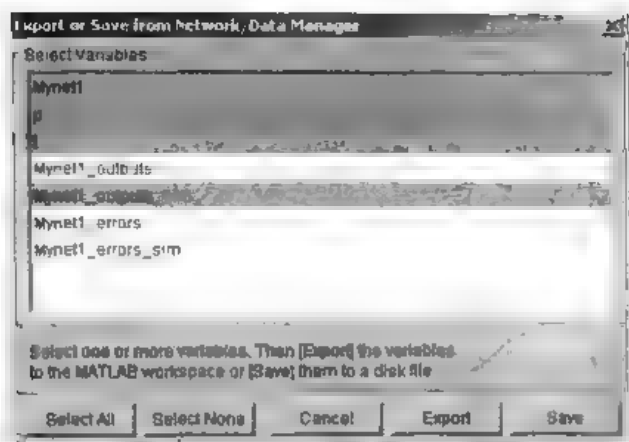 Export or Save from Network/Data Manager
Select Variables
Mynet1
p
t
Mynet1_outputs
Mynet1_outputs
Mynet1_errors
Mynet1_errors_sim
Select one or more variables. Then [Export] the variables
to the MATLAB workspace or [Save] them to a disk file
Select All
Select None
Cancel
Export
Save